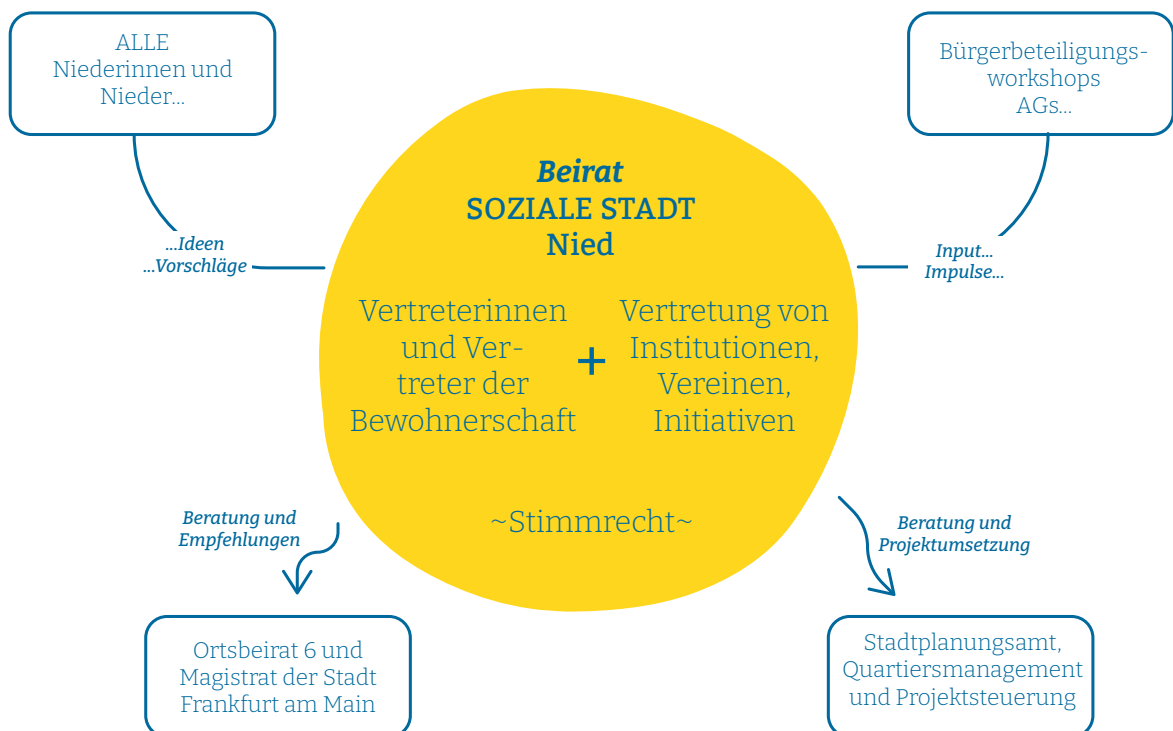 ALLE
Niederinnen und
Nieder...
Bürgerbeteiligungs-
workshops
AGs...
...Ideen
...Vorschläge
Input...
Impulse...
Beirat
SOZIALE STADT
Nied
Vertreterinnen
und Ver-
treter der
Bewohnerschaft
+
Vertretung von
Institutionen,
Vereinen,
Initiativen
~Stimmrecht~
Beratung und
Empfehlungen
Beratung und
Projektumsetzung
Ortsbeirat 6 und
Magistrat der Stadt
Frankfurt am Main
Stadtplanungsamt,
Quartiersmanagement
und Projektsteuerung